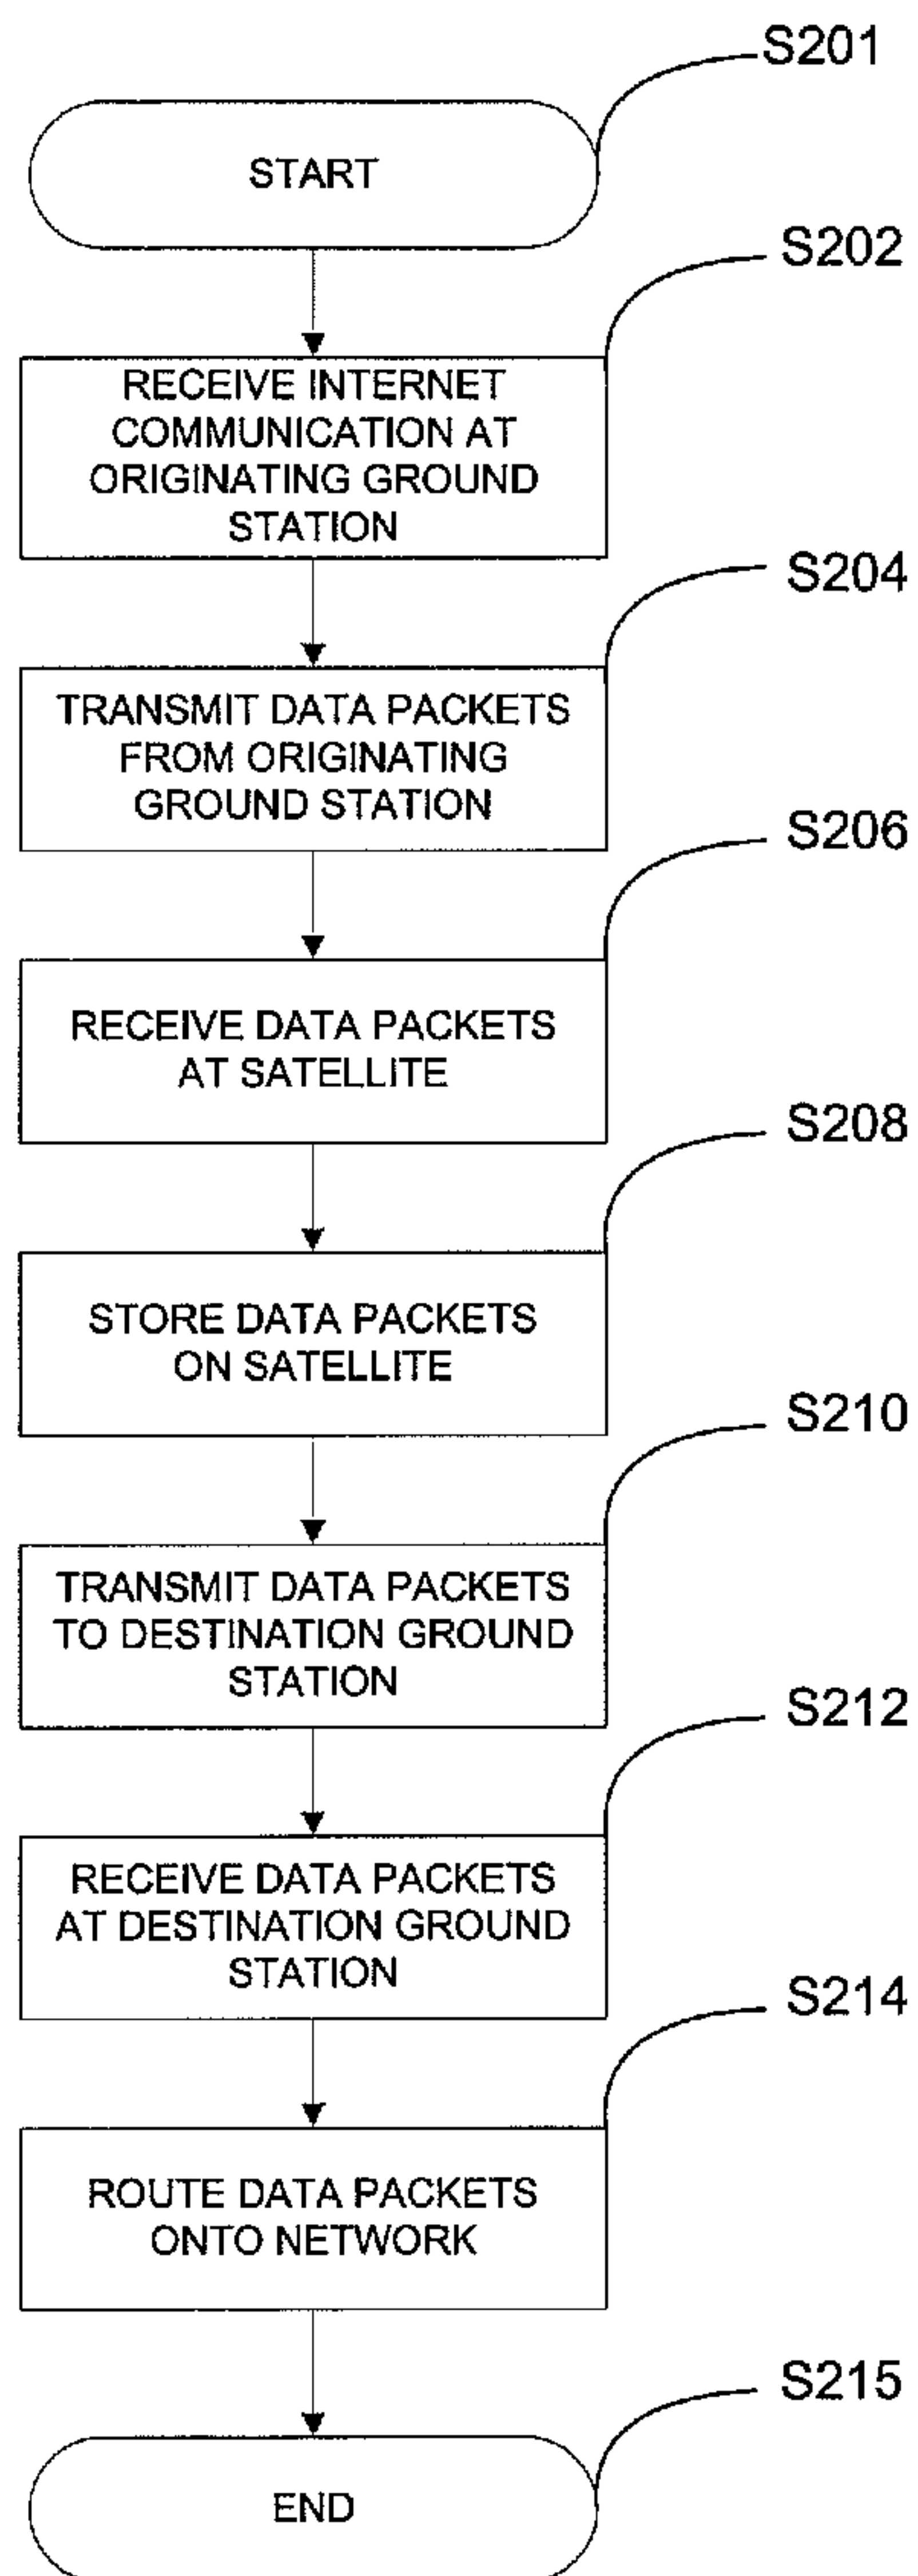 S201
START
S202
RECEIVE INTERNET
COMMUNICATION AT
ORIGINATING GROUND
STATION
S204
TRANSMIT DATA PACKETS
FROM ORIGINATING
GROUND STATION
S206
RECEIVE DATA PACKETS
AT SATELLITE
S208
STORE DATA PACKETS
ON SATELLITE
S210
TRANSMIT DATA PACKETS
TO DESTINATION GROUND
STATION
S212
RECEIVE DATA PACKETS
AT DESTINATION GROUND
STATION
S214
ROUTE DATA PACKETS
ONTO NETWORK
S215
END